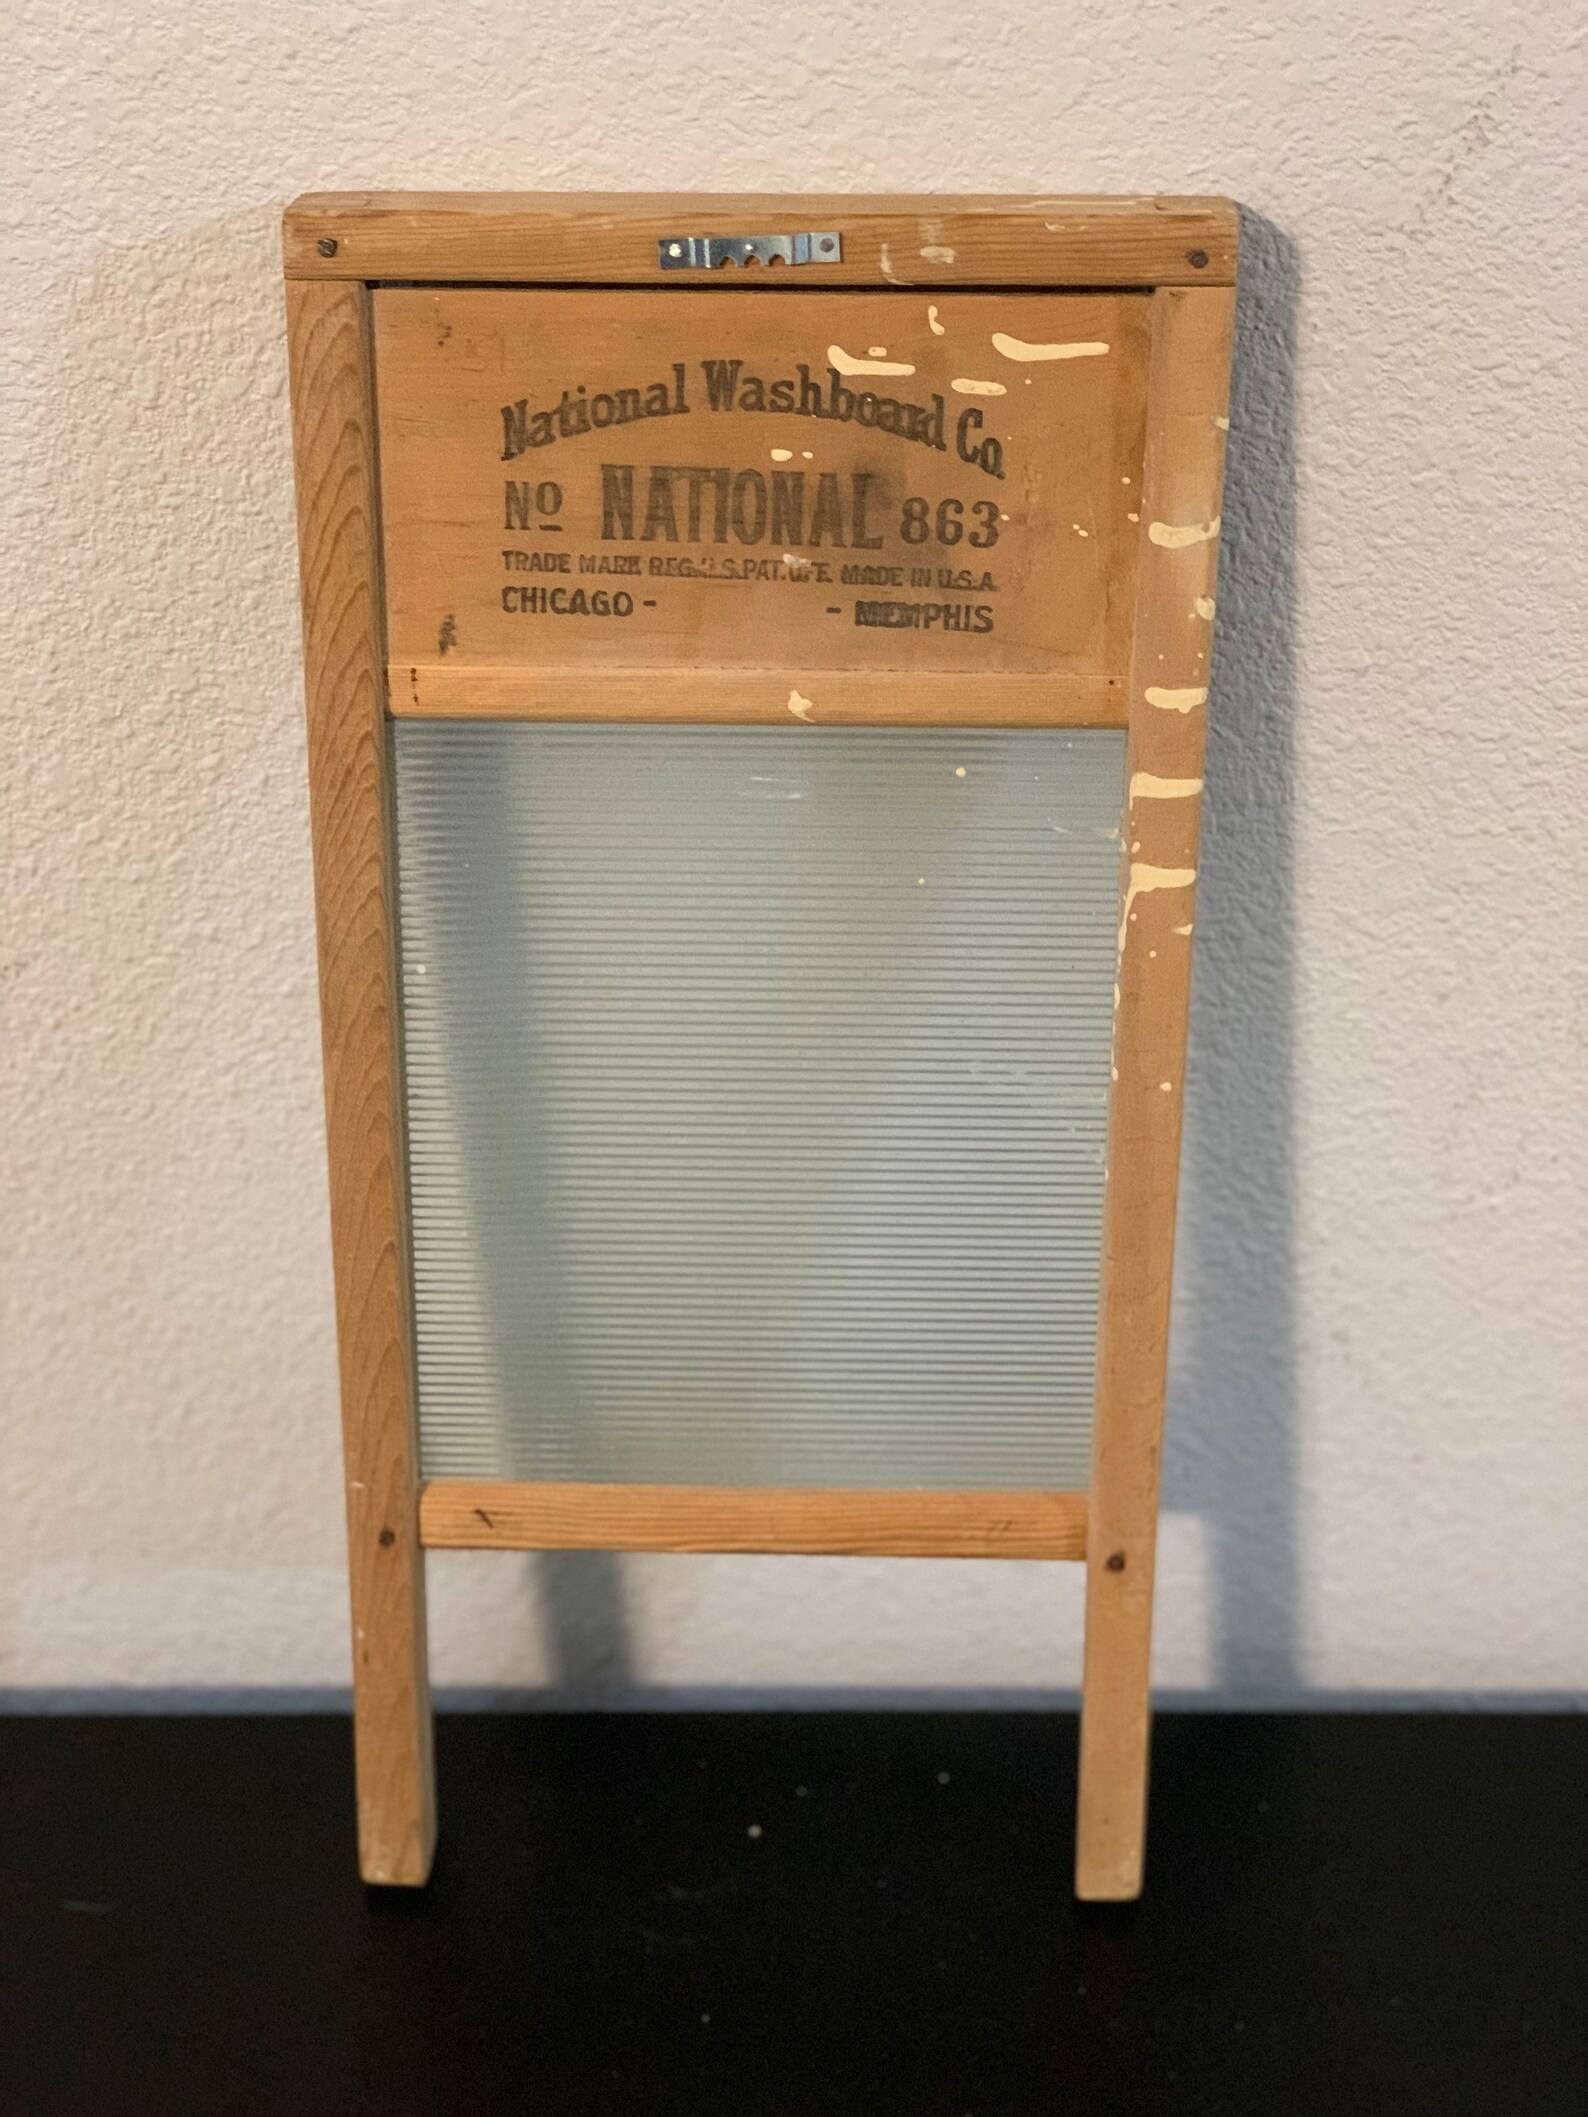 National Washboard Co.
No NATIONAL 863
TRADE MARK REG. U.S. PAT. OFF. MADE IN U.S.A.
CHICAGO - - MEMPHIS